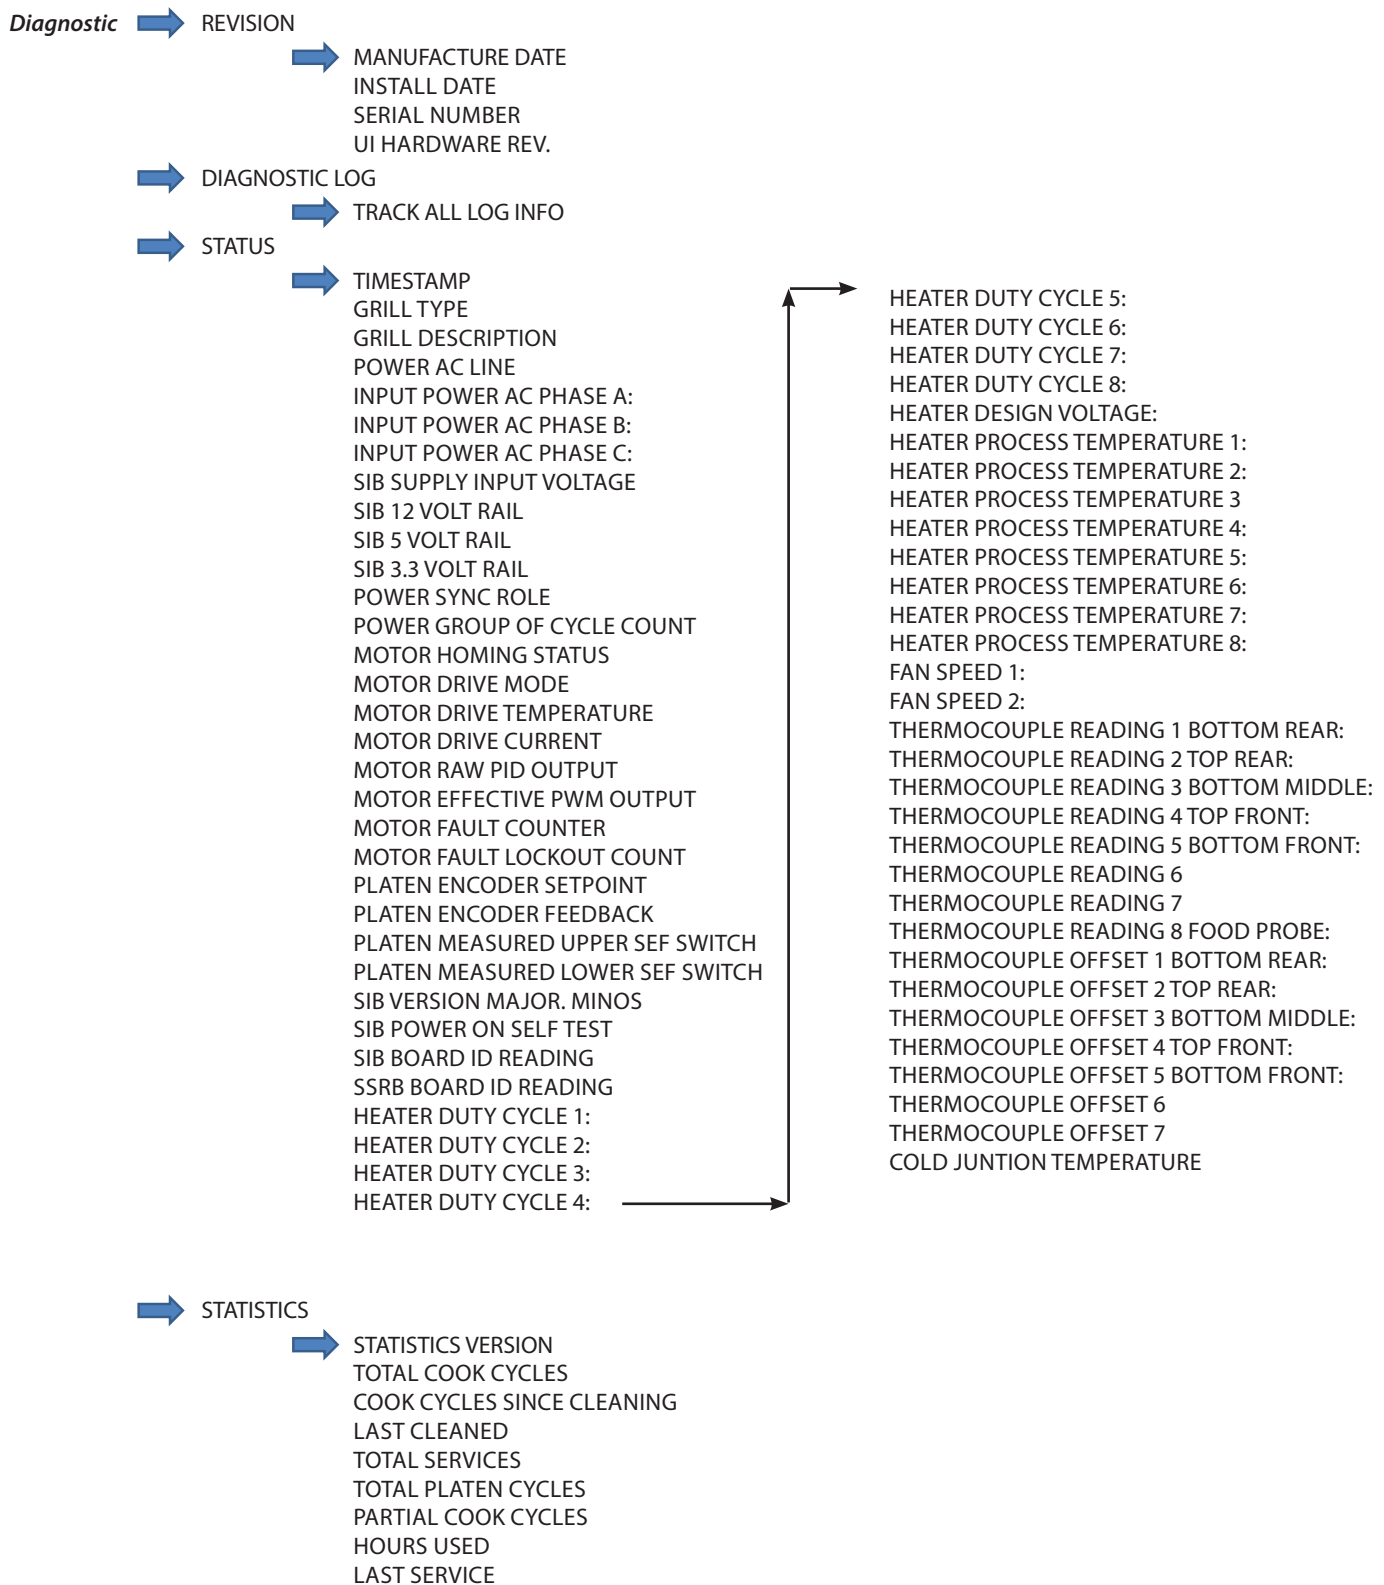 Diagnostic REVISION
MANUFACTURE DATE
INSTALL DATE
SERIAL NUMBER
UI HARDWARE REV.
DIAGNOSTIC LOG
TRACK ALL LOG INFO
STATUS
TIMESTAMP
GRILL TYPE
GRILL DESCRIPTION
POWER AC LINE
INPUT POWER AC PHASE A:
INPUT POWER AC PHASE B:
INPUT POWER AC PHASE C:
SIB SUPPLY INPUT VOLTAGE
SIB 12 VOLT RAIL
SIB 5 VOLT RAIL
SIB 3.3 VOLT RAIL
POWER SYNC ROLE
POWER GROUP OF CYCLE COUNT
MOTOR HOMING STATUS
MOTOR DRIVE MODE
MOTOR DRIVE TEMPERATURE
MOTOR DRIVE CURRENT
MOTOR RAW PID OUTPUT
MOTOR EFFECTIVE PWM OUTPUT
MOTOR FAULT COUNTER
MOTOR FAULT LOCKOUT COUNT
PLATEN ENCODER SETPOINT
PLATEN ENCODER FEEDBACK
PLATEN MEASURED UPPER SEF SWITCH
PLATEN MEASURED LOWER SEF SWITCH
SIB VERSION MAJOR. MINOS
SIB POWER ON SELF TEST
SIB BOARD ID READING
SSRB BOARD ID READING
HEATER DUTY CYCLE 1:
HEATER DUTY CYCLE 2:
HEATER DUTY CYCLE 3:
HEATER DUTY CYCLE 4:
HEATER DUTY CYCLE 5:
HEATER DUTY CYCLE 6:
HEATER DUTY CYCLE 7:
HEATER DUTY CYCLE 8:
HEATER DESIGN VOLTAGE:
HEATER PROCESS TEMPERATURE 1:
HEATER PROCESS TEMPERATURE 2:
HEATER PROCESS TEMPERATURE 3
HEATER PROCESS TEMPERATURE 4:
HEATER PROCESS TEMPERATURE 5:
HEATER PROCESS TEMPERATURE 6:
HEATER PROCESS TEMPERATURE 7:
HEATER PROCESS TEMPERATURE 8:
FAN SPEED 1:
FAN SPEED 2:
THERMOCOUPLE READING 1 BOTTOM REAR:
THERMOCOUPLE READING 2 TOP REAR:
THERMOCOUPLE READING 3 BOTTOM MIDDLE:
THERMOCOUPLE READING 4 TOP FRONT:
THERMOCOUPLE READING 5 BOTTOM FRONT:
THERMOCOUPLE READING 6
THERMOCOUPLE READING 7
THERMOCOUPLE READING 8 FOOD PROBE:
THERMOCOUPLE OFFSET 1 BOTTOM REAR:
THERMOCOUPLE OFFSET 2 TOP REAR:
THERMOCOUPLE OFFSET 3 BOTTOM MIDDLE:
THERMOCOUPLE OFFSET 4 TOP FRONT:
THERMOCOUPLE OFFSET 5 BOTTOM FRONT:
THERMOCOUPLE OFFSET 6
THERMOCOUPLE OFFSET 7
COLD JUNTION TEMPERATURE
STATISTICS
STATISTICS VERSION
TOTAL COOK CYCLES
COOK CYCLES SINCE CLEANING
LAST CLEANED
TOTAL SERVICES
TOTAL PLATEN CYCLES
PARTIAL COOK CYCLES
HOURS USED
LAST SERVICE